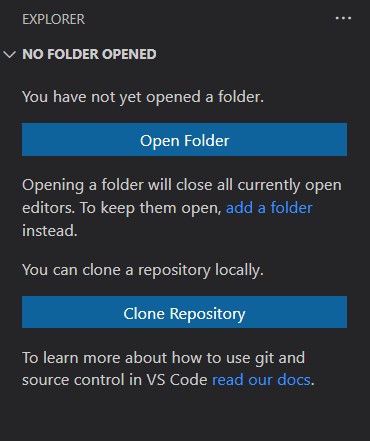 EXPLORER
NO FOLDER OPENED
You have not yet opened a folder.
Open Folder
Opening a folder will close all currently open
editors. To keep them open, add a folder
instead.
You can clone a repository locally.
Clone Repository
To learn more about how to use git and
source control in VS Code read our docs.